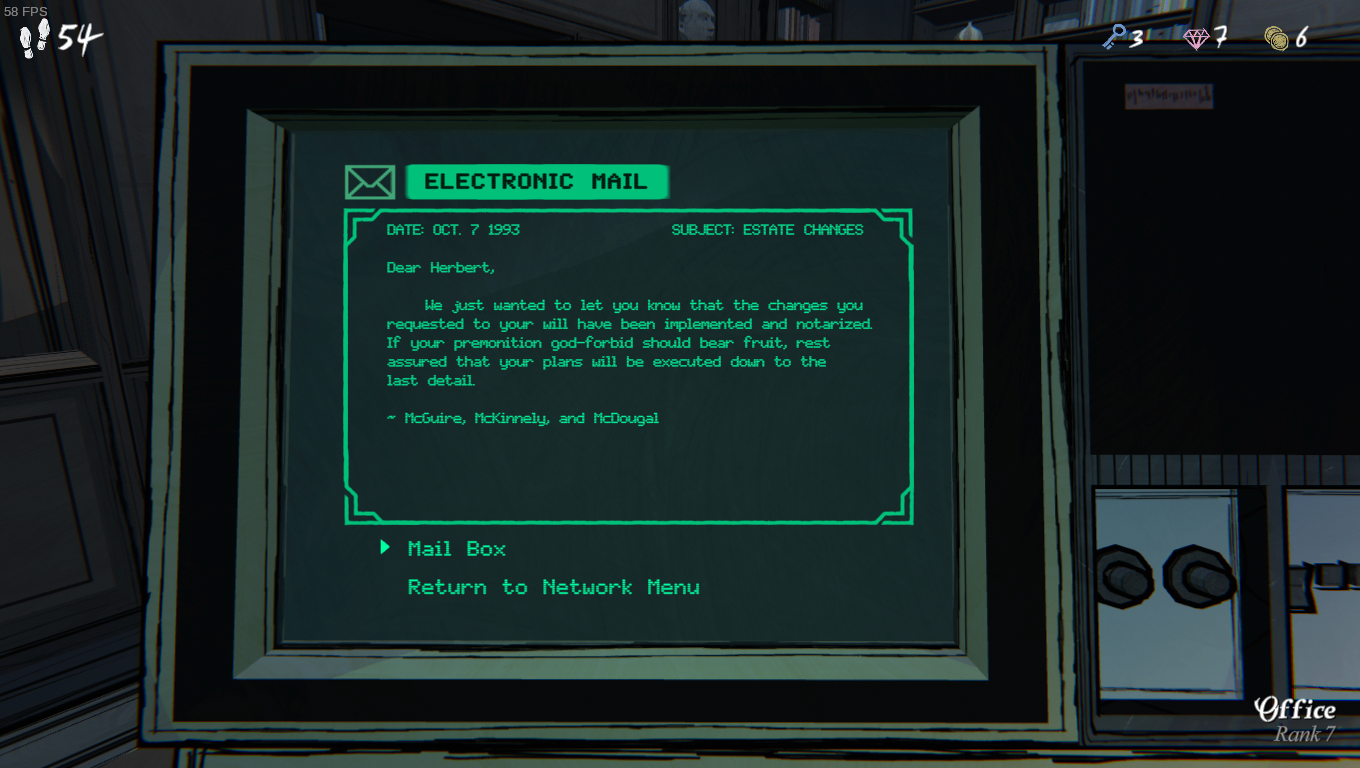 58 FPS
54
3
7
6
ELECTRONIC MAIL
DATE: OCT. 7 1993 SUBJECT: ESTATE CHANGES
Dear Herbert,
We just wanted to let you know that the changes you
requested to your will have been implemented and notarized.
If your premonition god-forbid should bear fruit, rest
assured that your plans will be executed down to the
last detail.
~ McGuire, McKinnely, and McDougal
Mail Box
Return to Network Menu
Office
Rank 7